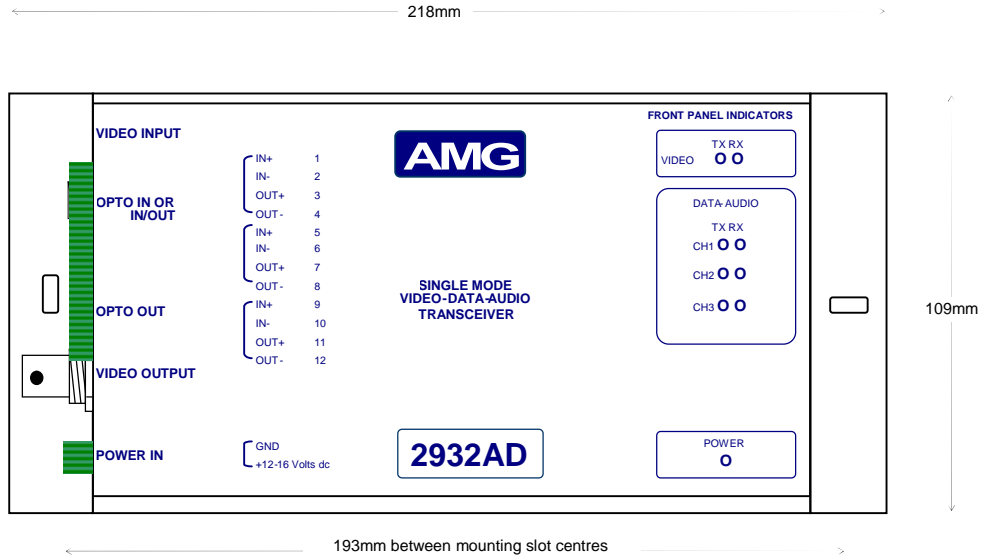 218mm
FRONT PANEL INDICATORS
VIDEO INPUT
AMG
TX RX
VIDEO O O
IN+ 1
IN- 2
OUT+ 3
OUT- 4
OPTO IN OR
IN/OUT
DATA-AUDIO
TX RX
CH1 O O
CH2 O O
CH3 O O
IN+ 5
IN- 6
OUT+ 7
OUT- 8
SINGLE MODE
VIDEO-DATA-AUDIO
TRANSCEIVER
OPTO OUT
IN+ 9
IN- 10
OUT+ 11
OUT- 12
109mm
VIDEO OUTPUT
POWER IN
GND
+12-16 Volts dc
2932AD
POWER
O
193mm between mounting slot centres